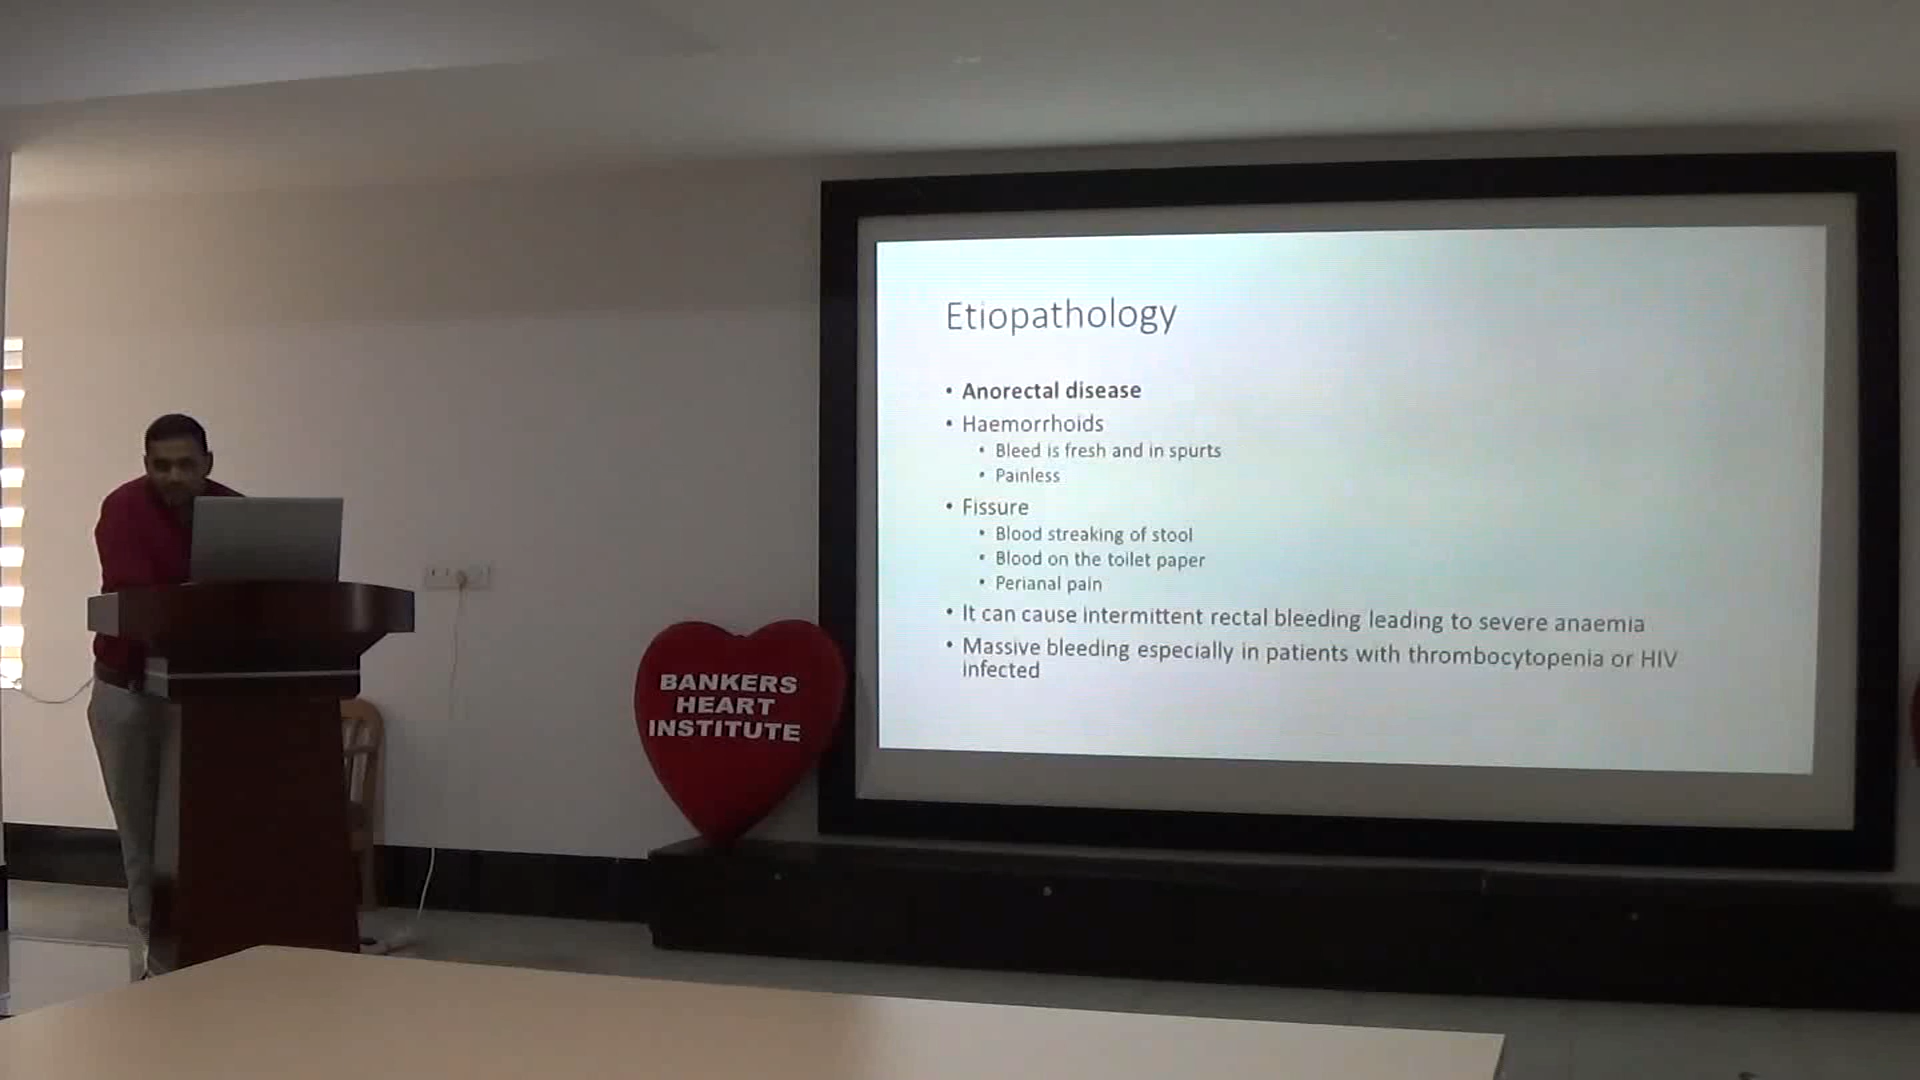 Etiopathology
• Anorectal disease
• Haemorrhoids
• Bleed is fresh and in spurts
• Painless
• Fissure
• Blood streaking of stool
• Blood on the toilet paper
• Perianal pain
• It can cause intermittent rectal bleeding leading to severe anaemia
• Massive bleeding especially in patients with thrombocytopenia or HIV
infected
BANKERS
HEART
INSTITUTE